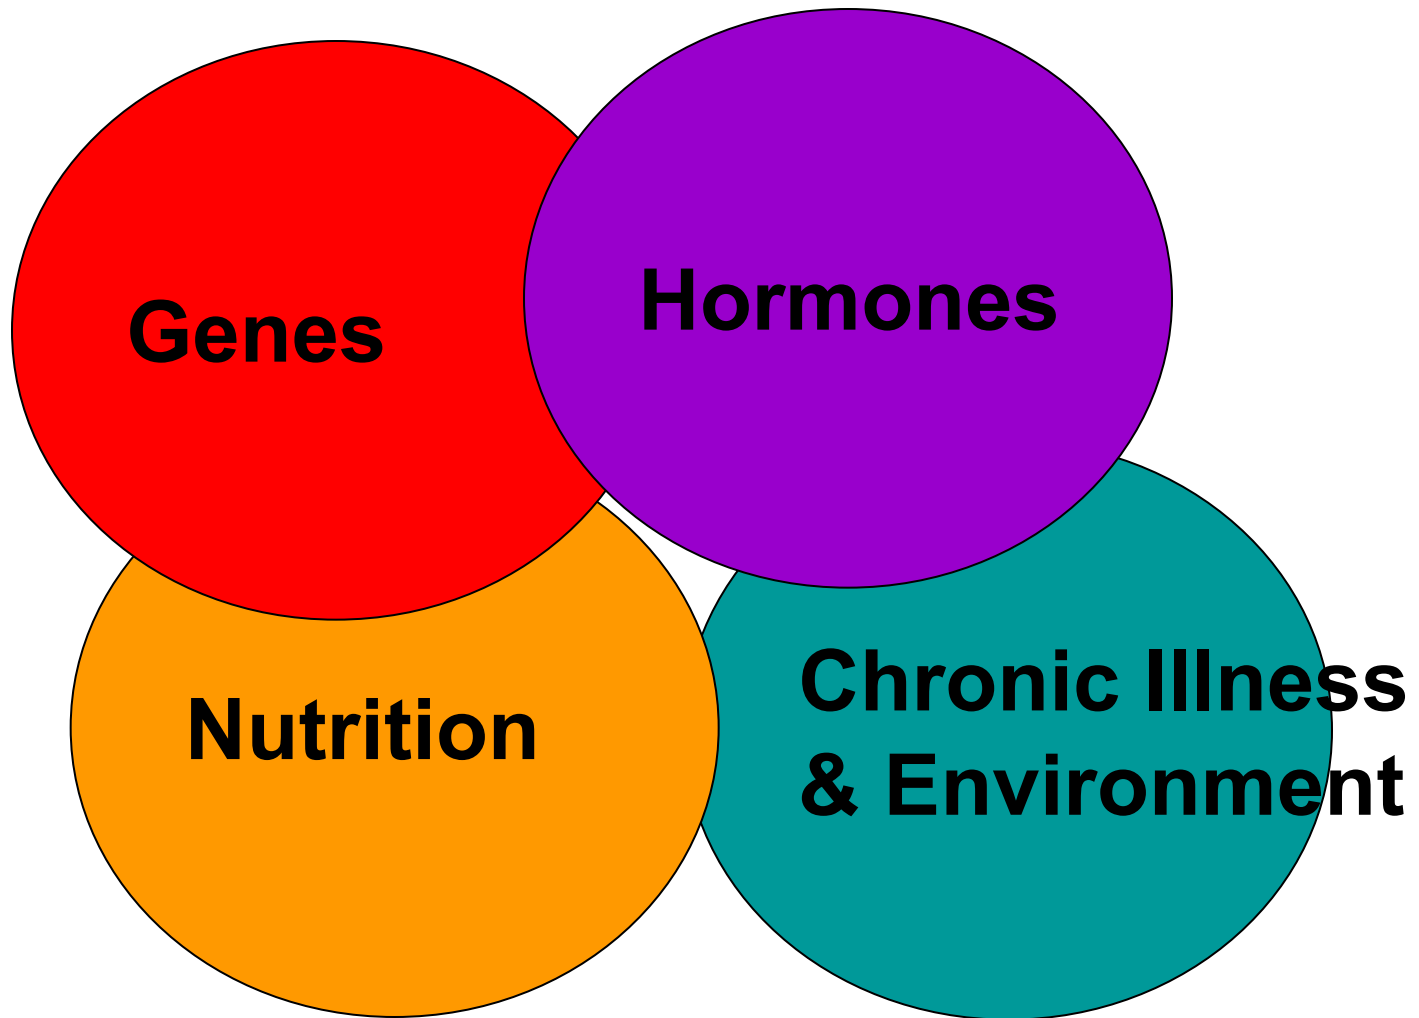 Genes
Hormones
Nutrition
Chronic Illness
& Environment